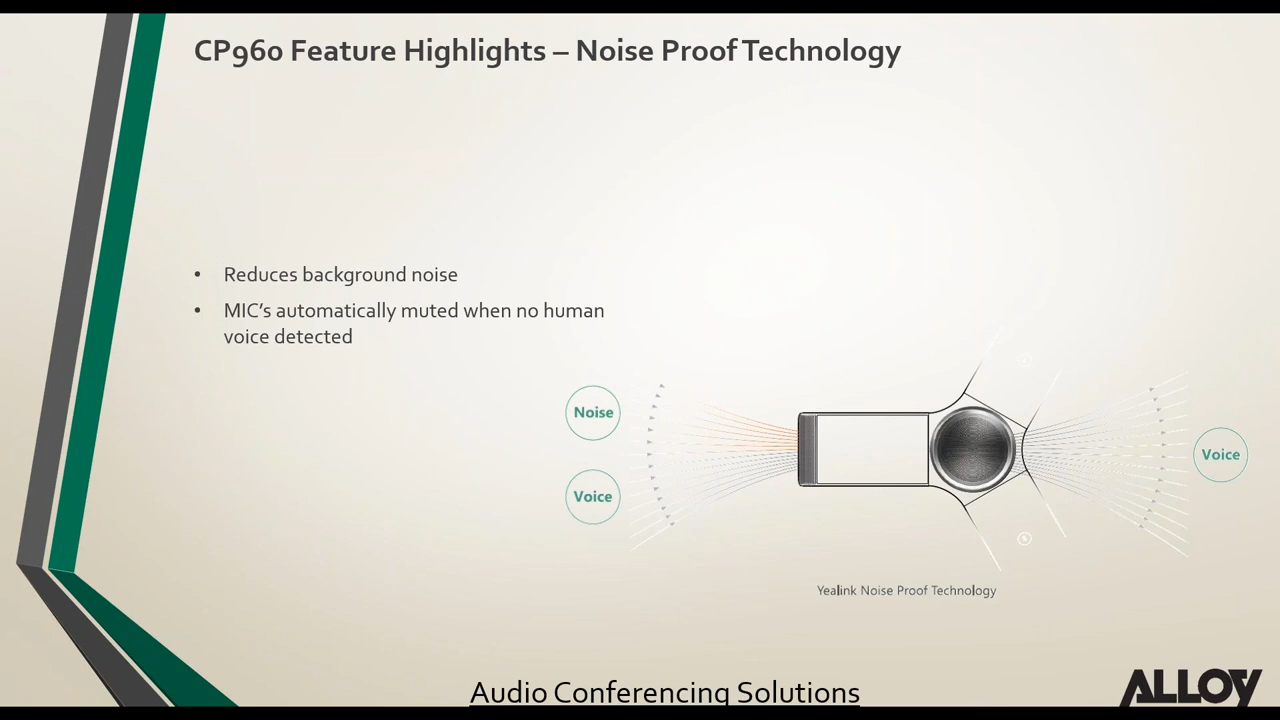 CP960 Feature Highlights – Noise Proof Technology
• Reduces background noise
• MIC’s automatically muted when no human
voice detected
Noise
Voice
Voice
Yealink Noise Proof Technology
Audio Conferencing Solutions
ALLOY